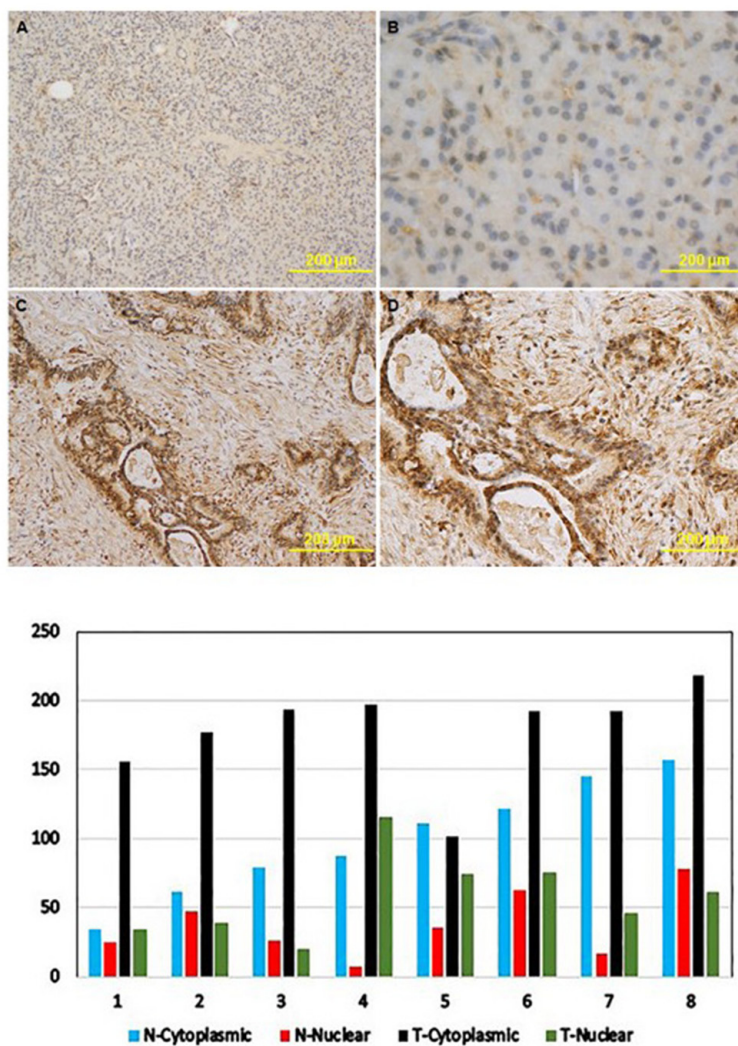 A
B
200 µm
200 µm
C
D
203 µm
200 µm
250
200
150
100
50
0
1 2 3 4 5 6 7 8
N-Cytoplasmic N-Nuclear T-Cytoplasmic T-Nuclear